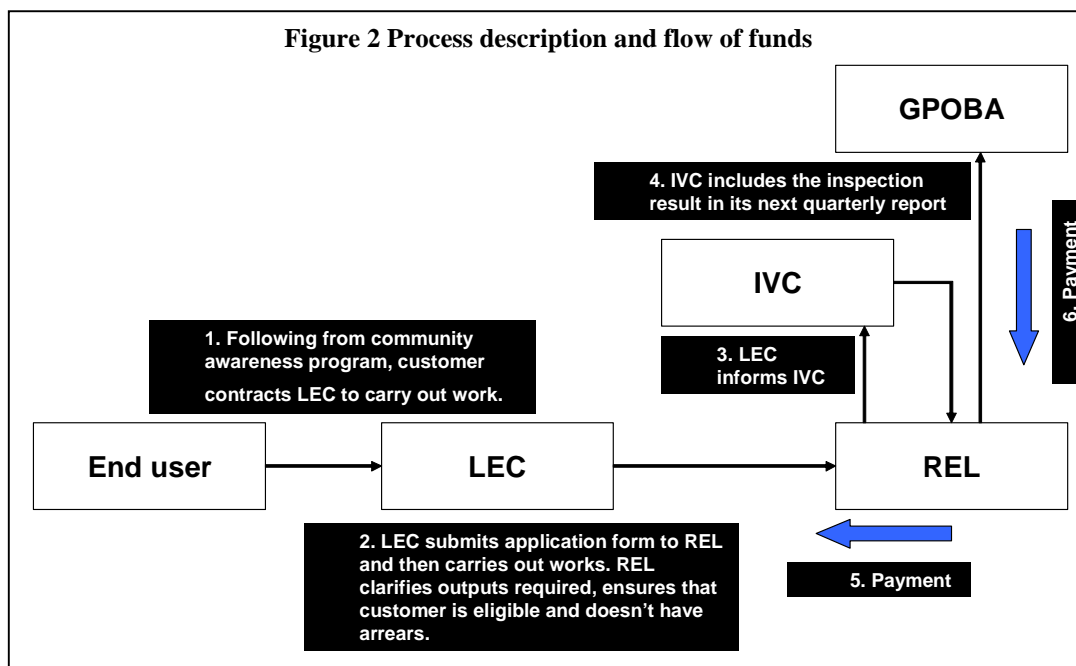 Figure 2 Process description and flow of funds
GPOBA
4. IVC includes the inspection
result in its next quarterly report
6. Payment
IVC
1. Following from community
awareness program, customer
contracts LEC to carry out work.
3. LEC
informs IVC
End user
LEC
REL
2. LEC submits application form to REL
and then carries out works. REL
clarifies outputs required, ensures that
customer is eligible and doesn’t have
arrears.
5. Payment